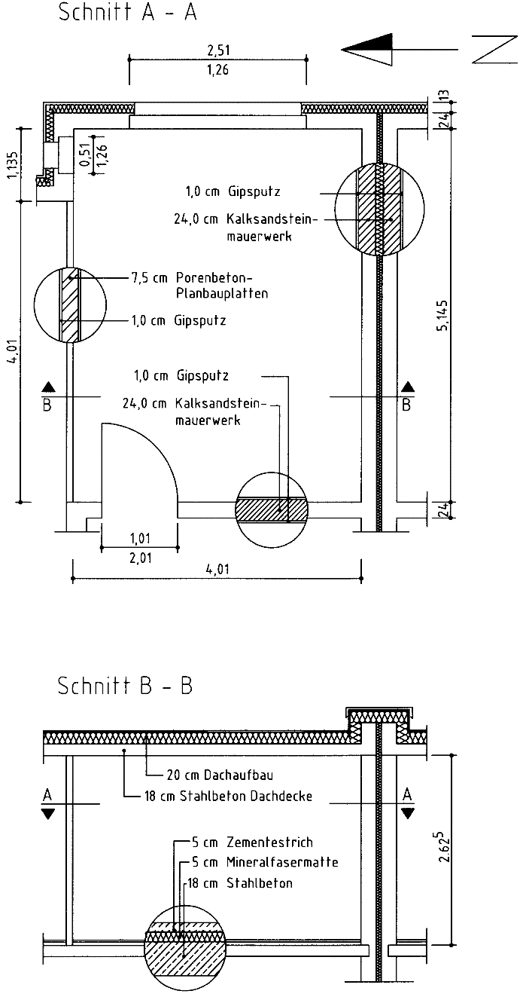 Schnitt A - A
2,51
1,26
N
13
24
1,135
0,51
1,26
1,0 cm Gipsputz
24,0 cm Kalksandstein-
mauerwerk
7,5 cm Porenbeton-
Planbauplatten
1,0 cm Gipsputz
5,145
4,01
1,0 cm Gipsputz
24,0 cm Kalksandstein-
mauerwerk
B
B
24
1,01
2,01
4,01
Schnitt B - B
20 cm Dachaufbau
18 cm Stahlbeton Dachdecke
A
A
5 cm Zementestrich
5 cm Mineralfasermatte
18 cm Stahlbeton
2.62⁵